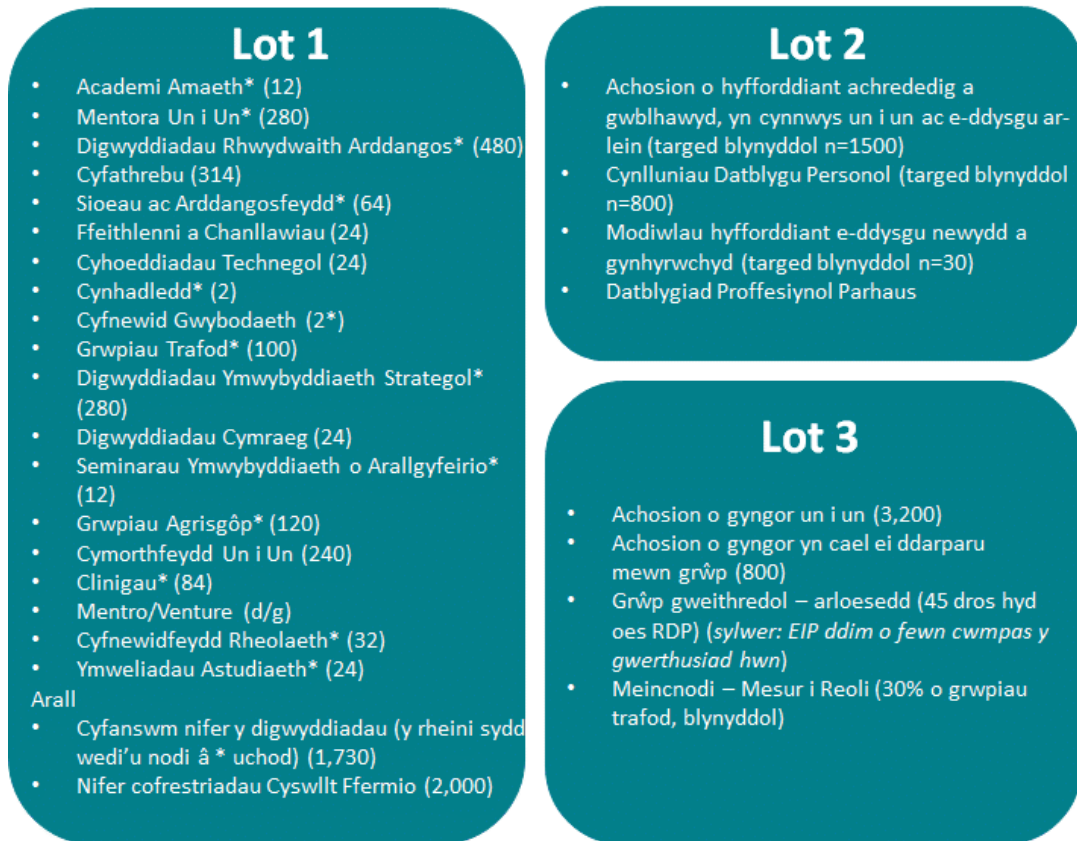 Lot 1
• Academi Amaeth* (12)
• Mentora Un i Un* (280)
• Digwyddiadau Rhwydwaith Arddangos* (480)
• Cyfathrebu (314)
• Sioeau ac Arddangosfeydd* (64)
• Ffeithlenni a Chanllawiau (24)
• Cyhoeddiadau Technegol (24)
• Cynhadledd* (2)
• Cyfnewid Gwybodaeth (2*)
• Grwpiau Trafod* (100)
• Digwyddiadau Ymwybyddiaeth Strategol*
(280)
• Digwyddiadau Cymraeg (24)
• Seminarau Ymwybyddiaeth o Arallgyfeirio*
(12)
• Grwpiau Agrisgôp* (120)
• Cymorthfeydd Un i Un (240)
• Clinigau* (84)
• Mentro/Venture (d/g)
• Cyfnewidfeydd Rheolaeth* (32)
• Ymweliadau Astudiaeth* (24)
Arall
• Cyfanswm nifer y digwyddiadau (y rheini sydd
wedi'u nodi â * uchod) (1,730)
• Nifer cofrestriadau Cyswllt Ffermio (2,000)
Lot 2
• Achosion o hyfforddiant achrededig a
gwblhawyd, yn cynnwys un i un ac e-ddysgu ar-
lein (targed blynyddol n=1500)
• Cynlluniau Datblygu Personol (targed blynyddol
n=800)
• Modiwlau hyfforddiant e-ddysgu newydd a
gynhyrwchyd (targed blynyddol n=30)
• Datblygiad Proffesiynol Parhaus
Lot 3
• Achosion o gyngor un i un (3,200)
• Achosion o gyngor yn cael ei ddarparu
mewn grŵp (800)
• Grŵp gweithredol – arloesedd (45 dros hyd
oes RDP) (sylwer: EIP ddim o fewn cwmpas y
gwerthusiad hwn)
• Meincnodi – Mesur i Reoli (30% o grwpiau
trafod, blynyddol)